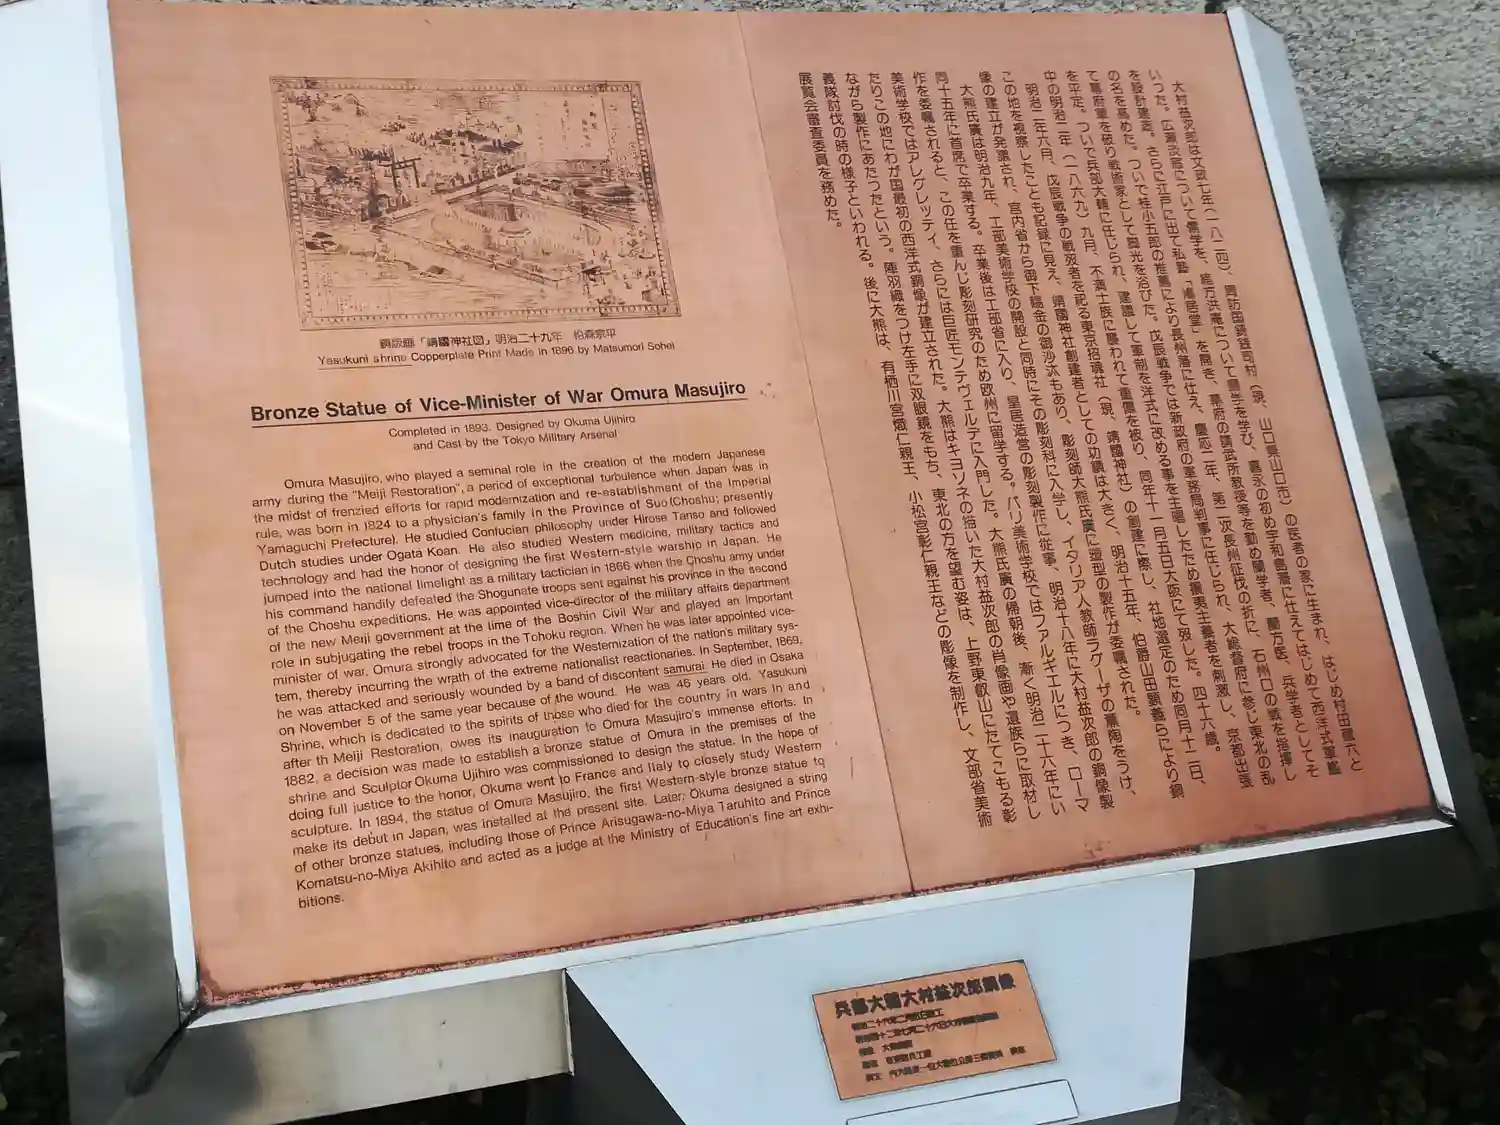 銅版画「靖國神社図」明治二十九年 松森宗平
Yasukuni shrine Copperplate Print Made in 1896 by Matsumori Sohei
Bronze Statue of Vice-Minister of War Omura Masujiro
Completed in 1893. Designed by Okuma Ujihiro
and Cast by the Tokyo Military Arsenal
Omura Masujiro, who played a seminal role in the creation of the modern Japanese
army during the "Meiji Restoration", a period of exceptional turbulence when Japan was in
the midst of frenzied efforts for rapid modernization and re-establishment of the Imperial
rule, was born in 1824 to a physician's family in the Province of Suo (Choshu; presently
Yamaguchi Prefecture). He studied Confucian philosophy under Hirose Tanso and followed
Dutch studies under Ogata Koan. He also studied Western medicine, military tactics and
technology and had the honor of designing the first Western-style warship in Japan. He
jumped into the national limelight as a military tactician in 1866 when the Choshu army under
his command handily defeated the Shogunate troops sent against his province in the second
of the Choshu expeditions. He was appointed vice-director of the military affairs department
of the new Meiji government at the time of the Boshin Civil War and played an important
role in subjugating the rebel troops in the Tohoku region. When he was later appointed vice-
minister of war, Omura strongly advocated for the Westernization of the nation's military sys-
tem, thereby incurring the wrath of the extreme nationalist reactionaries. In September, 1869,
he was attacked and seriously wounded by a band of discontent samurai. He died in Osaka
on November 5 of the same year because of the wound. He was 46 years old. Yasukuni
Shrine, which is dedicated to the spirits of those who died for the country in wars in and
after th Meiji Restoration, owes its inauguration to Omura Masujiro's immense efforts. In
1882, a decision was made to establish a bronze statue of Omura in the premises of the
shrine and Sculptor Okuma Ujihiro was commissioned to design the statue. In the hope of
doing full justice to the honor, Okuma went to France and Italy to closely study Western
sculpture. In 1894, the statue of Omura Masujiro, the first Western-style bronze statue to
make its debut in Japan, was installed at the present site. Later, Okuma designed a string
of other bronze statues, including those of Prince Arisugawa-no-Miya Taruhito and Prince
Komatsu-no-Miya Akihito and acted as a judge at the Ministry of Education's fine art exhi-
bitions.
大村益次郎は文政七年(一八二四)、周防国鋳銭司村(現、山口県山口市)の医者の家に生まれ、はじめ村田蔵六と
いった。広瀬淡窓について儒学を、緒方洪庵について蘭学を学び、嘉永の初め宇和島藩に仕えてはじめて西洋式軍艦
を設計建造。さらに江戸に出て私塾「鳩居堂」を開き、幕府の講武所教授等を勤め蘭学者、蘭方医、兵学者としてそ
の名を高めた。ついで桂小五郎の推薦により長州藩に仕え、慶応二年、第二次長州征伐の折に、石州口の戦を指揮し
て幕府軍を破り戦術家として脚光を浴びた。戊辰戦争では新政府の軍務局判事に任じられ、大総督府に参じ東北の乱
を平定。ついで兵部大輔に任じられ、建議して軍制を洋式に改める事を主唱したため攘夷主義者を刺激し、京都出張
中の明治二年(一八六九)九月、不満士族に襲われて重傷を被り、同年十一月五日大阪にて歿した。四十六歳。
明治二年六月、戊辰戦争の戦歿者を祀る東京招魂社(現、靖國神社)の創建に際し、社地選定のため同月十二日、
この地を視察したことも記録に見え、靖國神社創建者としての功績は大きく、明治十五年、伯爵山田顕義らにより銅
像の建立が発議され、宮内省から御下賜金の御沙汰もあり、彫刻師大熊氏廣に塑型の製作が委嘱された。
大熊氏廣は明治九年、工部美術学校の開設と同時にその彫刻科に入学し、イタリア人教師ラグーザの薫陶をうけ、
同十五年に首席で卒業する。卒業後は工部省に入り、皇居造営の彫刻製作に従事、明治十八年に大村益次郎の銅像製
作を委嘱されると、この任を重んじ彫刻研究のため欧州に留学する。パリ美術学校ではファルギエルにつき、ローマ
美術学校ではアレグレッティ、さらには巨匠モンテヴェルデに入門した。大熊氏廣の帰朝後、漸く明治二十六年にい
たりこの地にわが国最初の西洋式銅像が建立された。大熊はキヨソネの描いた大村益次郎の肖像画や遺族らに取材し
ながら製作にあたったという。陣羽織をつけ左手に双眼鏡をもち、東北の方を望む姿は、上野東叡山にたてこもる彰
義隊討伐の時の様子といわれる。後に大熊は、有栖川宮熾仁親王、小松宮彰仁親王などの彫像を制作し、文部省美術
展覧会審査委員を務めた。
兵部大輔大村益次郎銅像